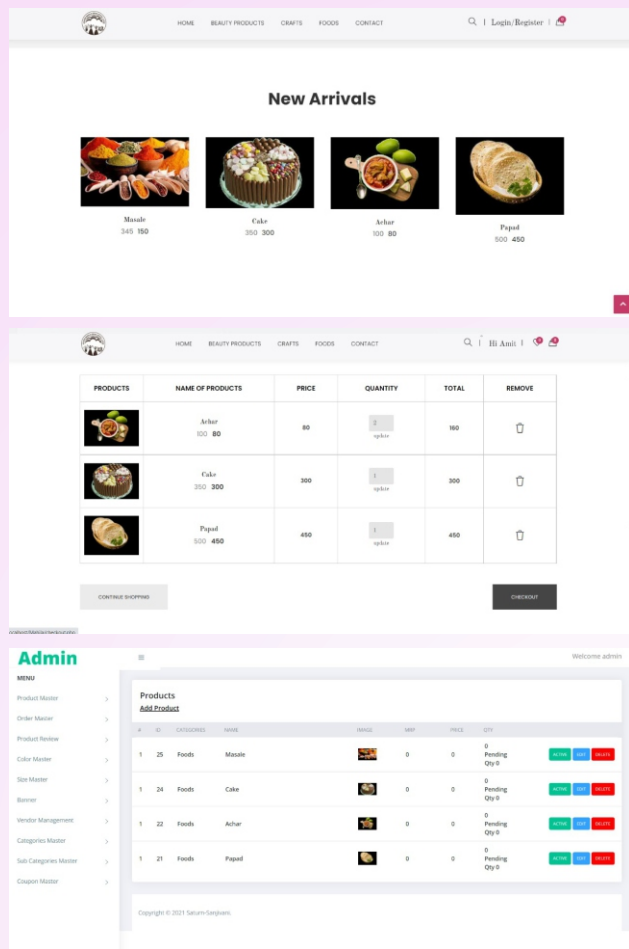 HOME BEAUTY PRODUCTS CRAFTS FOODS CONTACT | Login/Register | 0
New Arrivals
Masale Cake Achar Papad
345 150 350 300 100 80 500 450
HOME BEAUTY PRODUCTS CRAFTS FOODS CONTACT | Hi Amit |
PRODUCTS NAME OF PRODUCTS PRICE QUANTITY TOTAL REMOVE
Achar
100 80 80 2 160
update
Cake
350 300 300 1 300
update
Papad
500 450 450 1 450
update
CONTINUE SHOPPING CHECKOUT
Admin Welcome admin
MENU
Product Master
Order Master
Product Review
Color Master
Size Master
Banner
Vendor Management
Categories Master
Sub Categories Master
Coupon Master
Products
Add Product
# ID CATEGORIES NAME IMAGE MRP PRICE QTY
1 25 Foods Masale 0 0 0 Pending Qty 0 ACTIVE EDIT DELETE
1 24 Foods Cake 0 0 0 Pending Qty 0 ACTIVE EDIT DELETE
1 22 Foods Achar 0 0 0 Pending Qty 0 ACTIVE EDIT DELETE
1 21 Foods Papad 0 0 0 Pending Qty 0 ACTIVE EDIT DELETE
Copyright © 2021